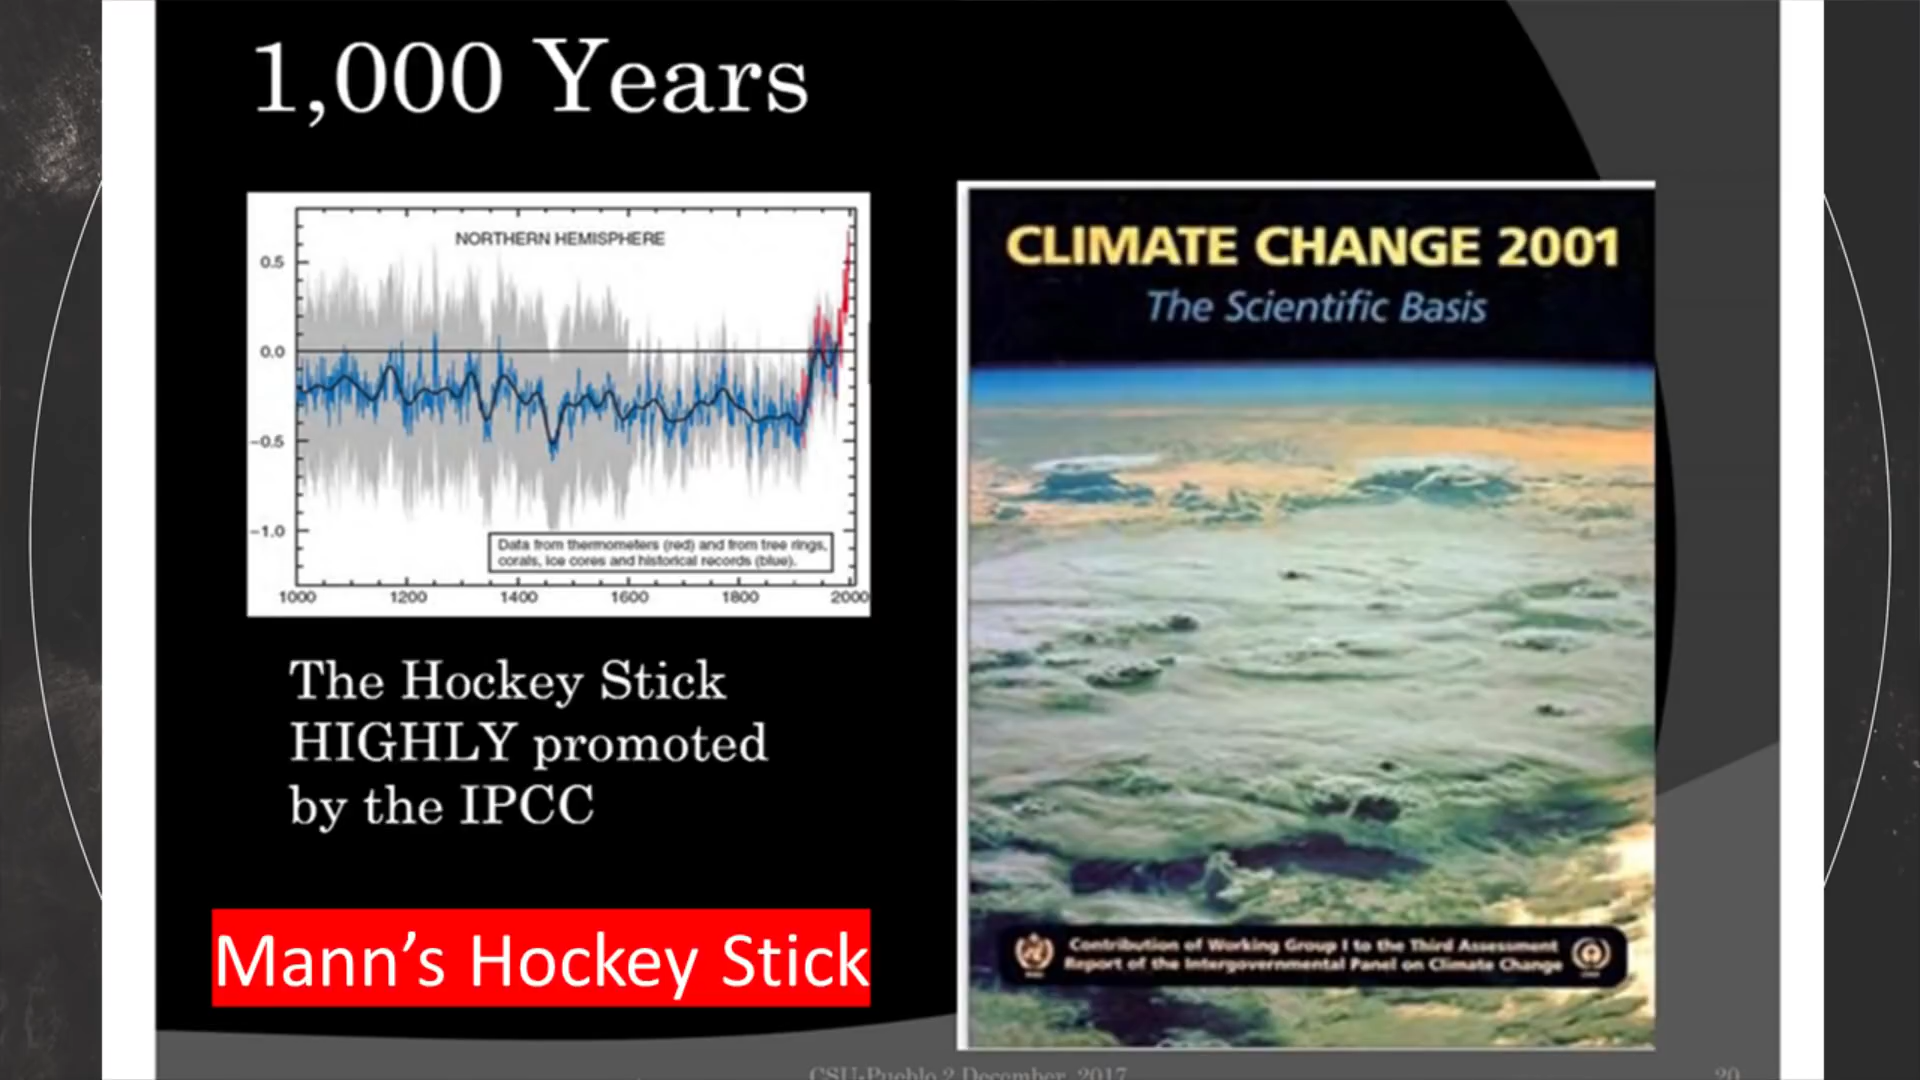 1,000 Years
NORTHERN HEMISPHERE
0.5
0.0
-0.5
-1.0
Data from thermometers (red) and from tree rings,
corals, ice cores and historical records (blue).
1000 1200 1400 1600 1800 2000
The Hockey Stick
HIGHLY promoted
by the IPCC
Mann's Hockey Stick
CLIMATE CHANGE 2001
The Scientific Basis
Contribution of Working Group I to the Third Assessment
Report of the Intergovernmental Panel on Climate Change
CSU-Pueblo 2 December, 2017
20